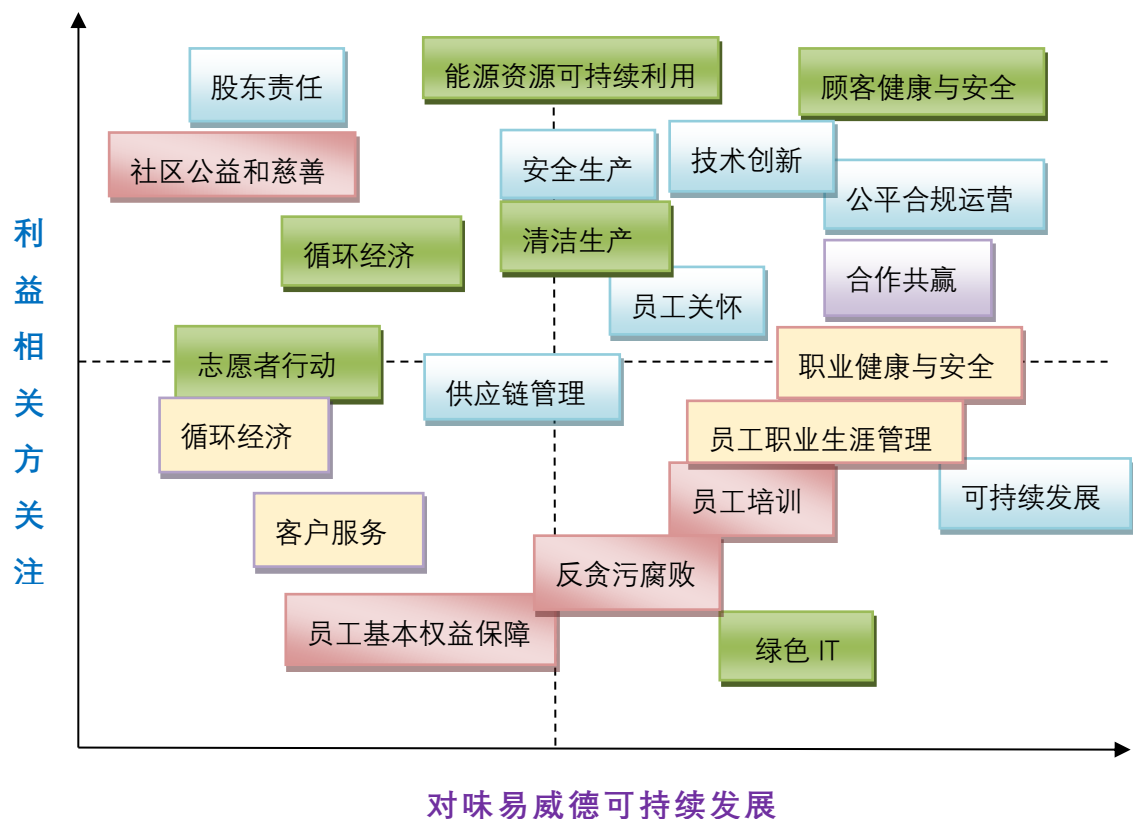 股东责任
能源资源可持续利用
顾客健康与安全
社区公益和慈善
安全生产
技术创新
公平合规运营
循环经济
清洁生产
员工关怀
合作共赢
志愿者行动
供应链管理
职业健康与安全
循环经济
员工职业生涯管理
客户服务
员工培训
可持续发展
反贪污腐败
员工基本权益保障
绿色 IT
利益相关方关注
对味易威德可持续发展